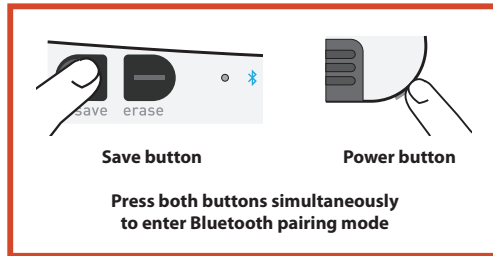 save erase
Save button Power button
Press both buttons simultaneously
to enter Bluetooth pairing mode